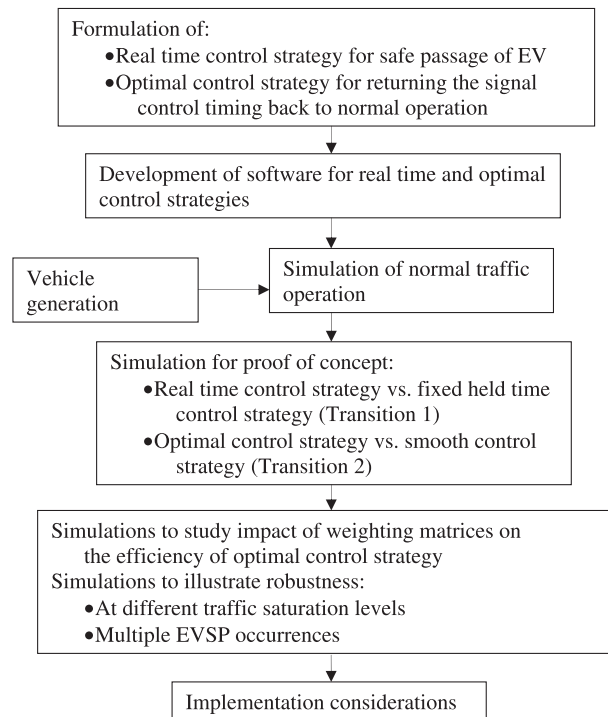 Formulation of:
•Real time control strategy for safe passage of EV
•Optimal control strategy for returning the signal
control timing back to normal operation
Development of software for real time and optimal
control strategies
Vehicle
generation
Simulation of normal traffic
operation
Simulation for proof of concept:
•Real time control strategy vs. fixed held time
control strategy (Transition 1)
•Optimal control strategy vs. smooth control
strategy (Transition 2)
Simulations to study impact of weighting matrices on
the efficiency of optimal control strategy
Simulations to illustrate robustness:
•At different traffic saturation levels
•Multiple EVSP occurrences
Implementation considerations